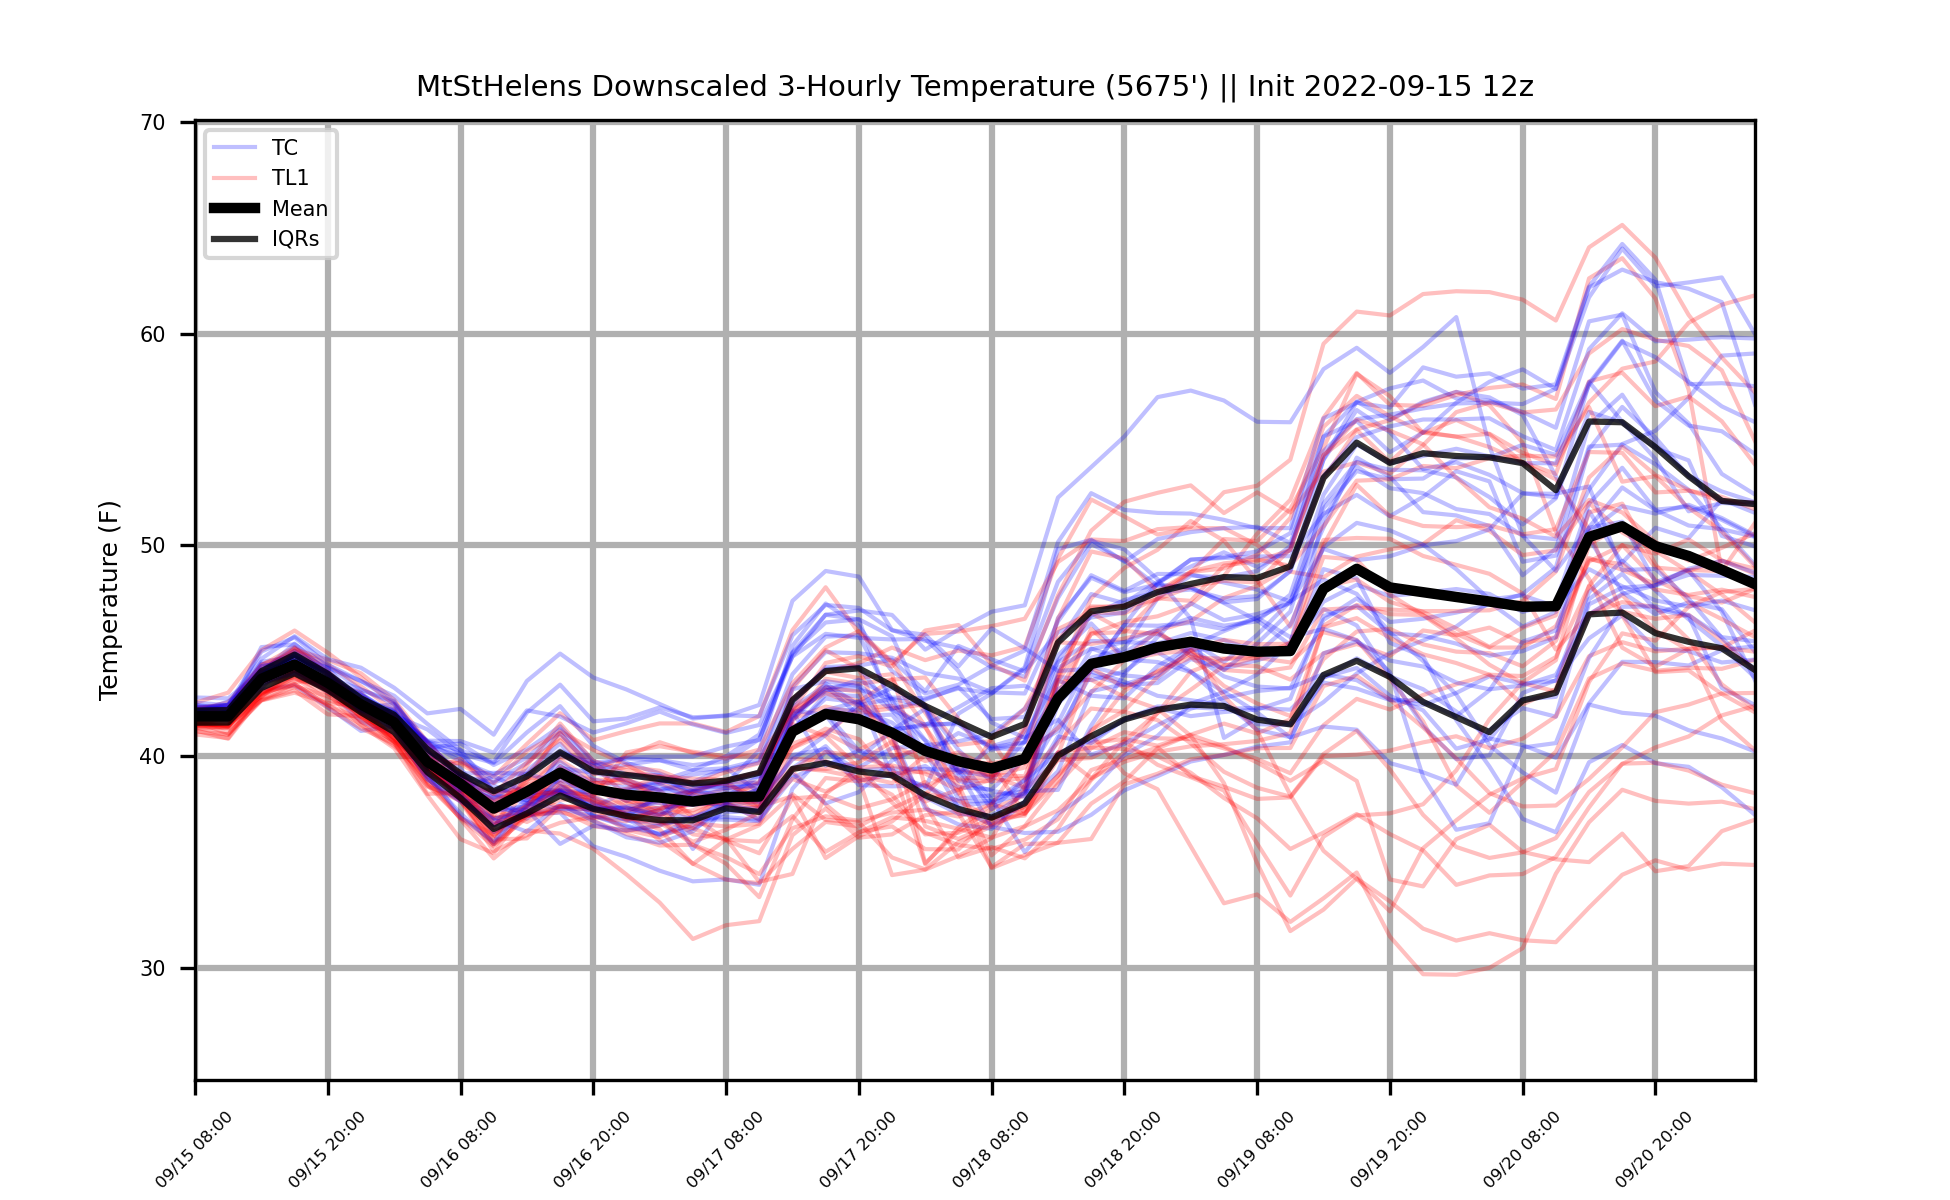 MtStHelens Downscaled 3-Hourly Temperature (5675') || Init 2022-09-15 12z
TC
TL1
Mean
IQRs
Temperature (F)
70
60
50
40
30
09/15 08:00
09/15 20:00
09/16 08:00
09/16 20:00
09/17 08:00
09/17 20:00
09/18 08:00
09/18 20:00
09/19 08:00
09/19 20:00
09/20 08:00
09/20 20:00